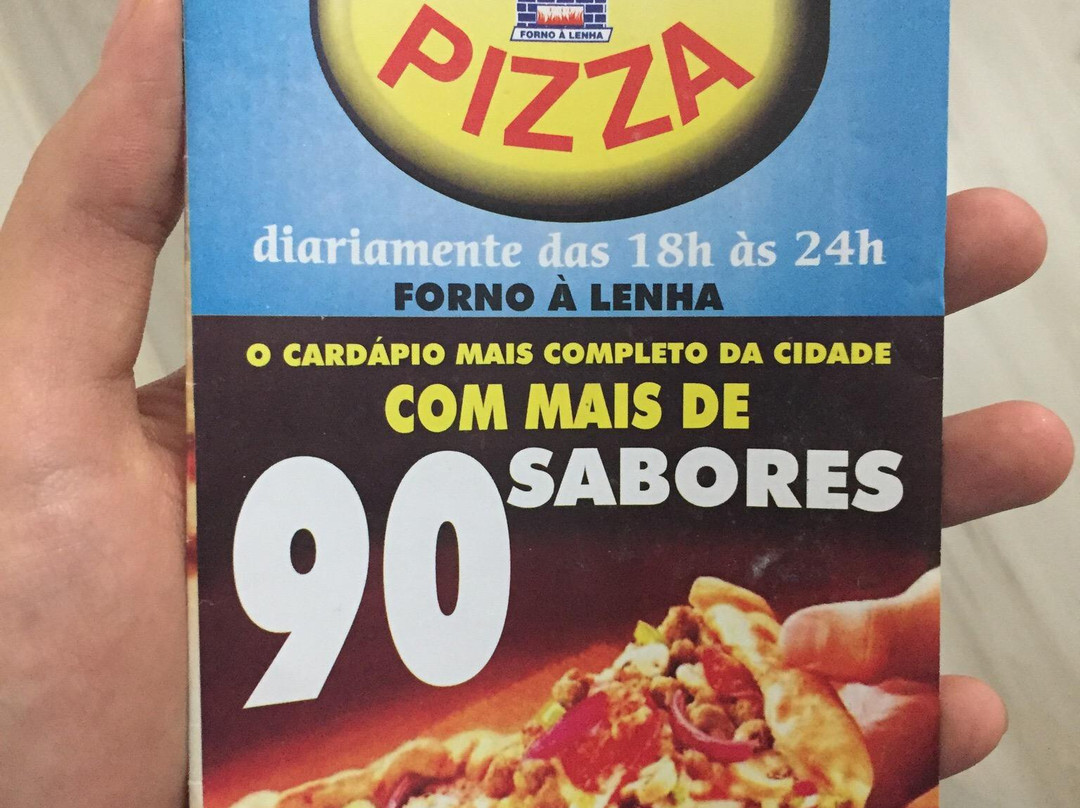 FORNO À LENHA
PIZZA
diariamente das 18h às 24h
FORNO À LENHA
O CARDÁPIO MAIS COMPLETO DA CIDADE
COM MAIS DE
90 SABORES